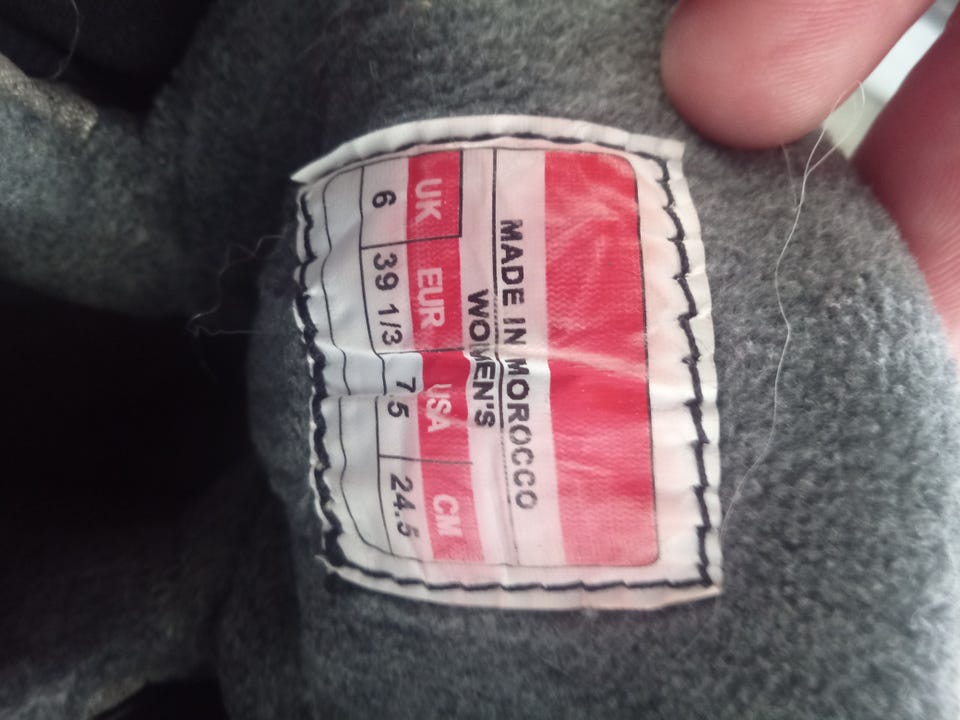 MADE IN MOROCCO
WOMEN'S
UK EUR USA CM
6 39 1/3 7.5 24.5